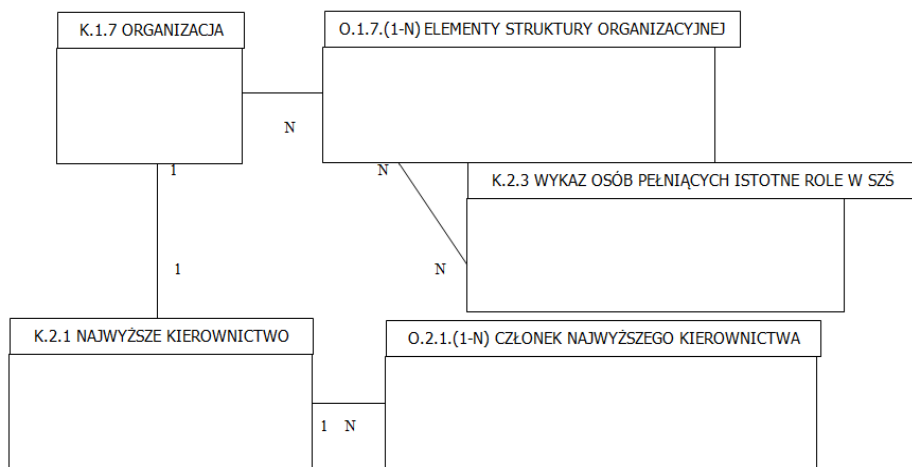 K.1.7 ORGANIZACJA
O.1.7.(1-N) ELEMENTY STRUKTURY ORGANIZACYJNEJ
N
1
N
K.2.3 WYKAZ OSÓB PEŁNIĄCYCH ISTOTNE ROLE W SZŚ
1
N
K.2.1 NAJWYŻSZE KIEROWNICTWO
O.2.1.(1-N) CZŁONEK NAJWYŻSZEGO KIEROWNICTWA
1 N